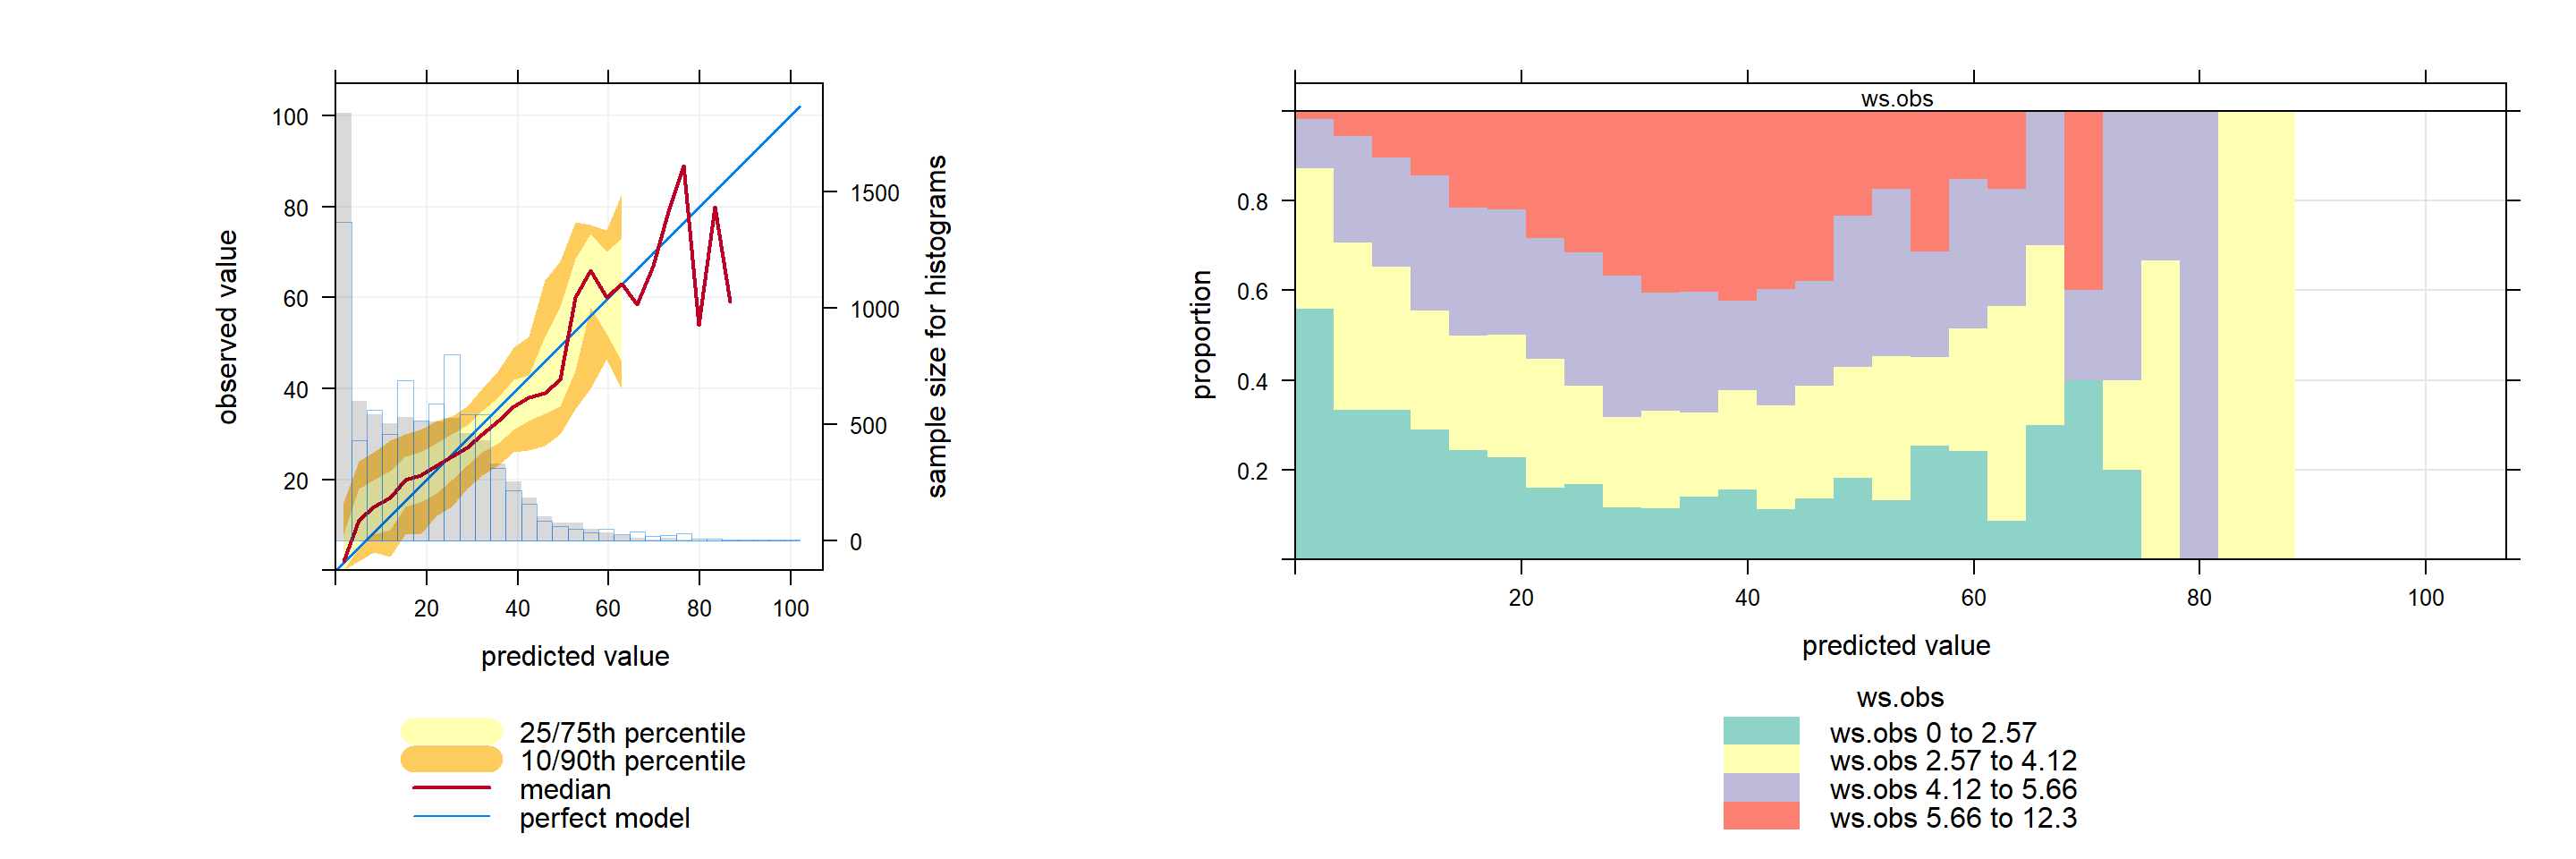 100
80
60
40
20
observed value
20 40 60 80 100
predicted value
1500
1000
500
0
sample size for histograms
25/75th percentile
10/90th percentile
median
perfect model
ws.obs
0.8
0.6
0.4
0.2
proportion
20 40 60 80 100
predicted value
ws.obs
ws.obs 0 to 2.57
ws.obs 2.57 to 4.12
ws.obs 4.12 to 5.66
ws.obs 5.66 to 12.3